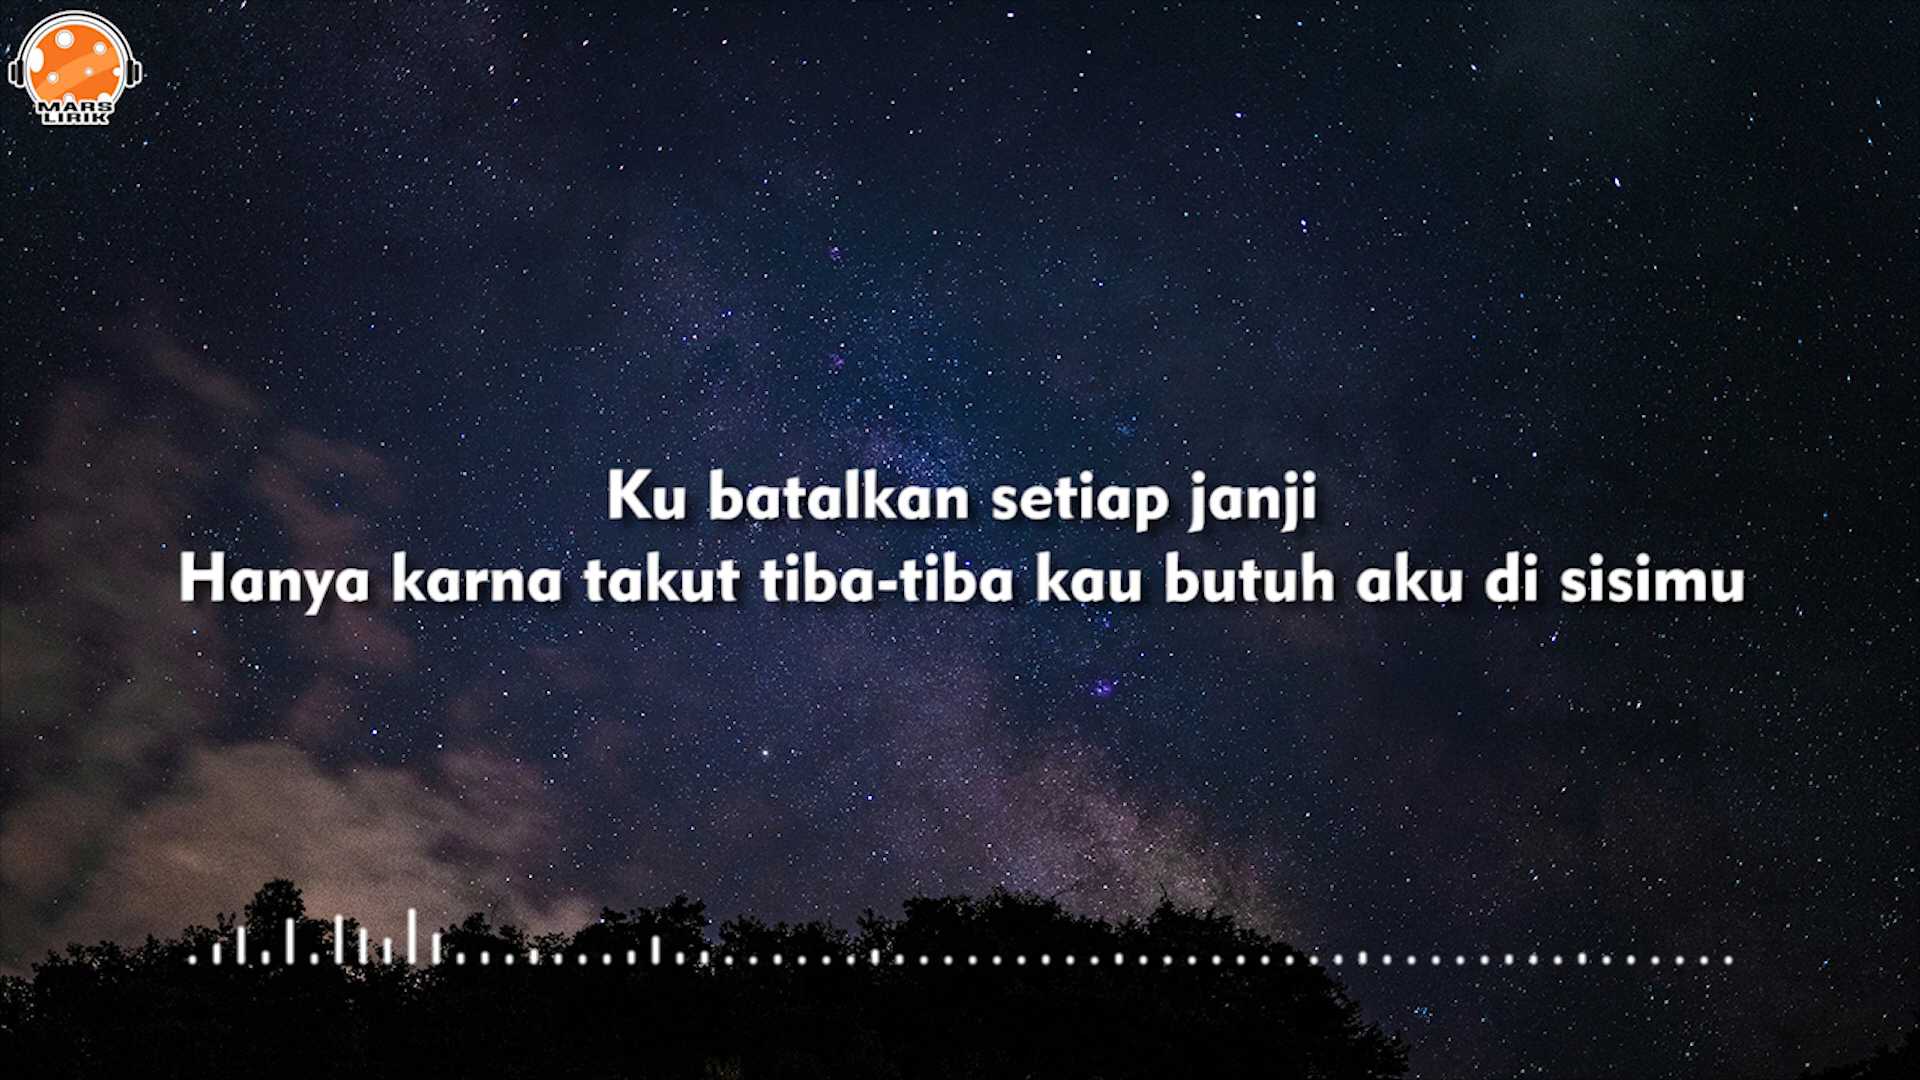 MARS
LIRIK
Ku batalkan setiap janji
Hanya karna takut tiba-tiba kau butuh aku di sisimu